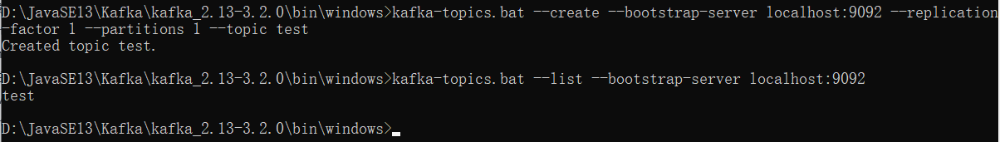 D:\JavaSE13\Kafka\kafka_2.13-3.2.0\bin\windows>kafka-topics.bat --create --bootstrap-server localhost:9092 --replication
-factor 1 --partitions 1 --topic test
Created topic test.
D:\JavaSE13\Kafka\kafka_2.13-3.2.0\bin\windows>kafka-topics.bat --list --bootstrap-server localhost:9092
test
D:\JavaSE13\Kafka\kafka_2.13-3.2.0\bin\windows>